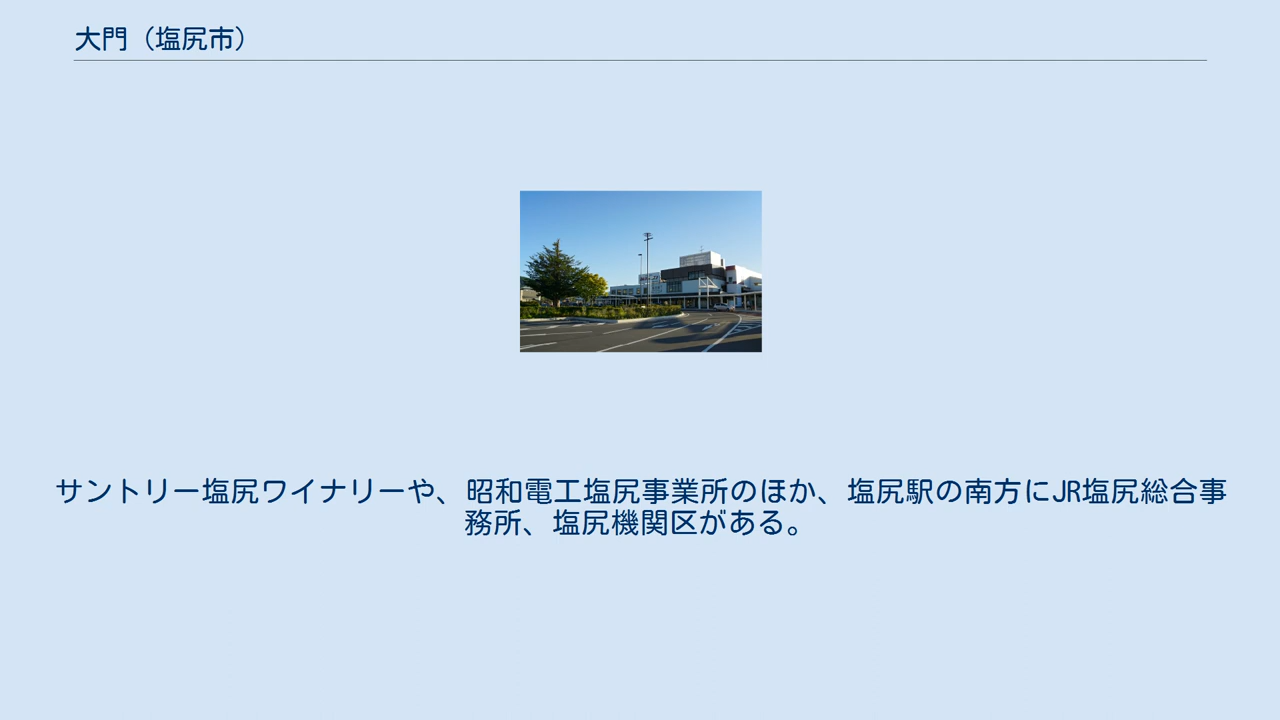 大門（塩尻市）
サントリー塩尻ワイナリーや、昭和電工塩尻事業所のほか、塩尻駅の南方にJR塩尻総合事
務所、塩尻機関区がある。